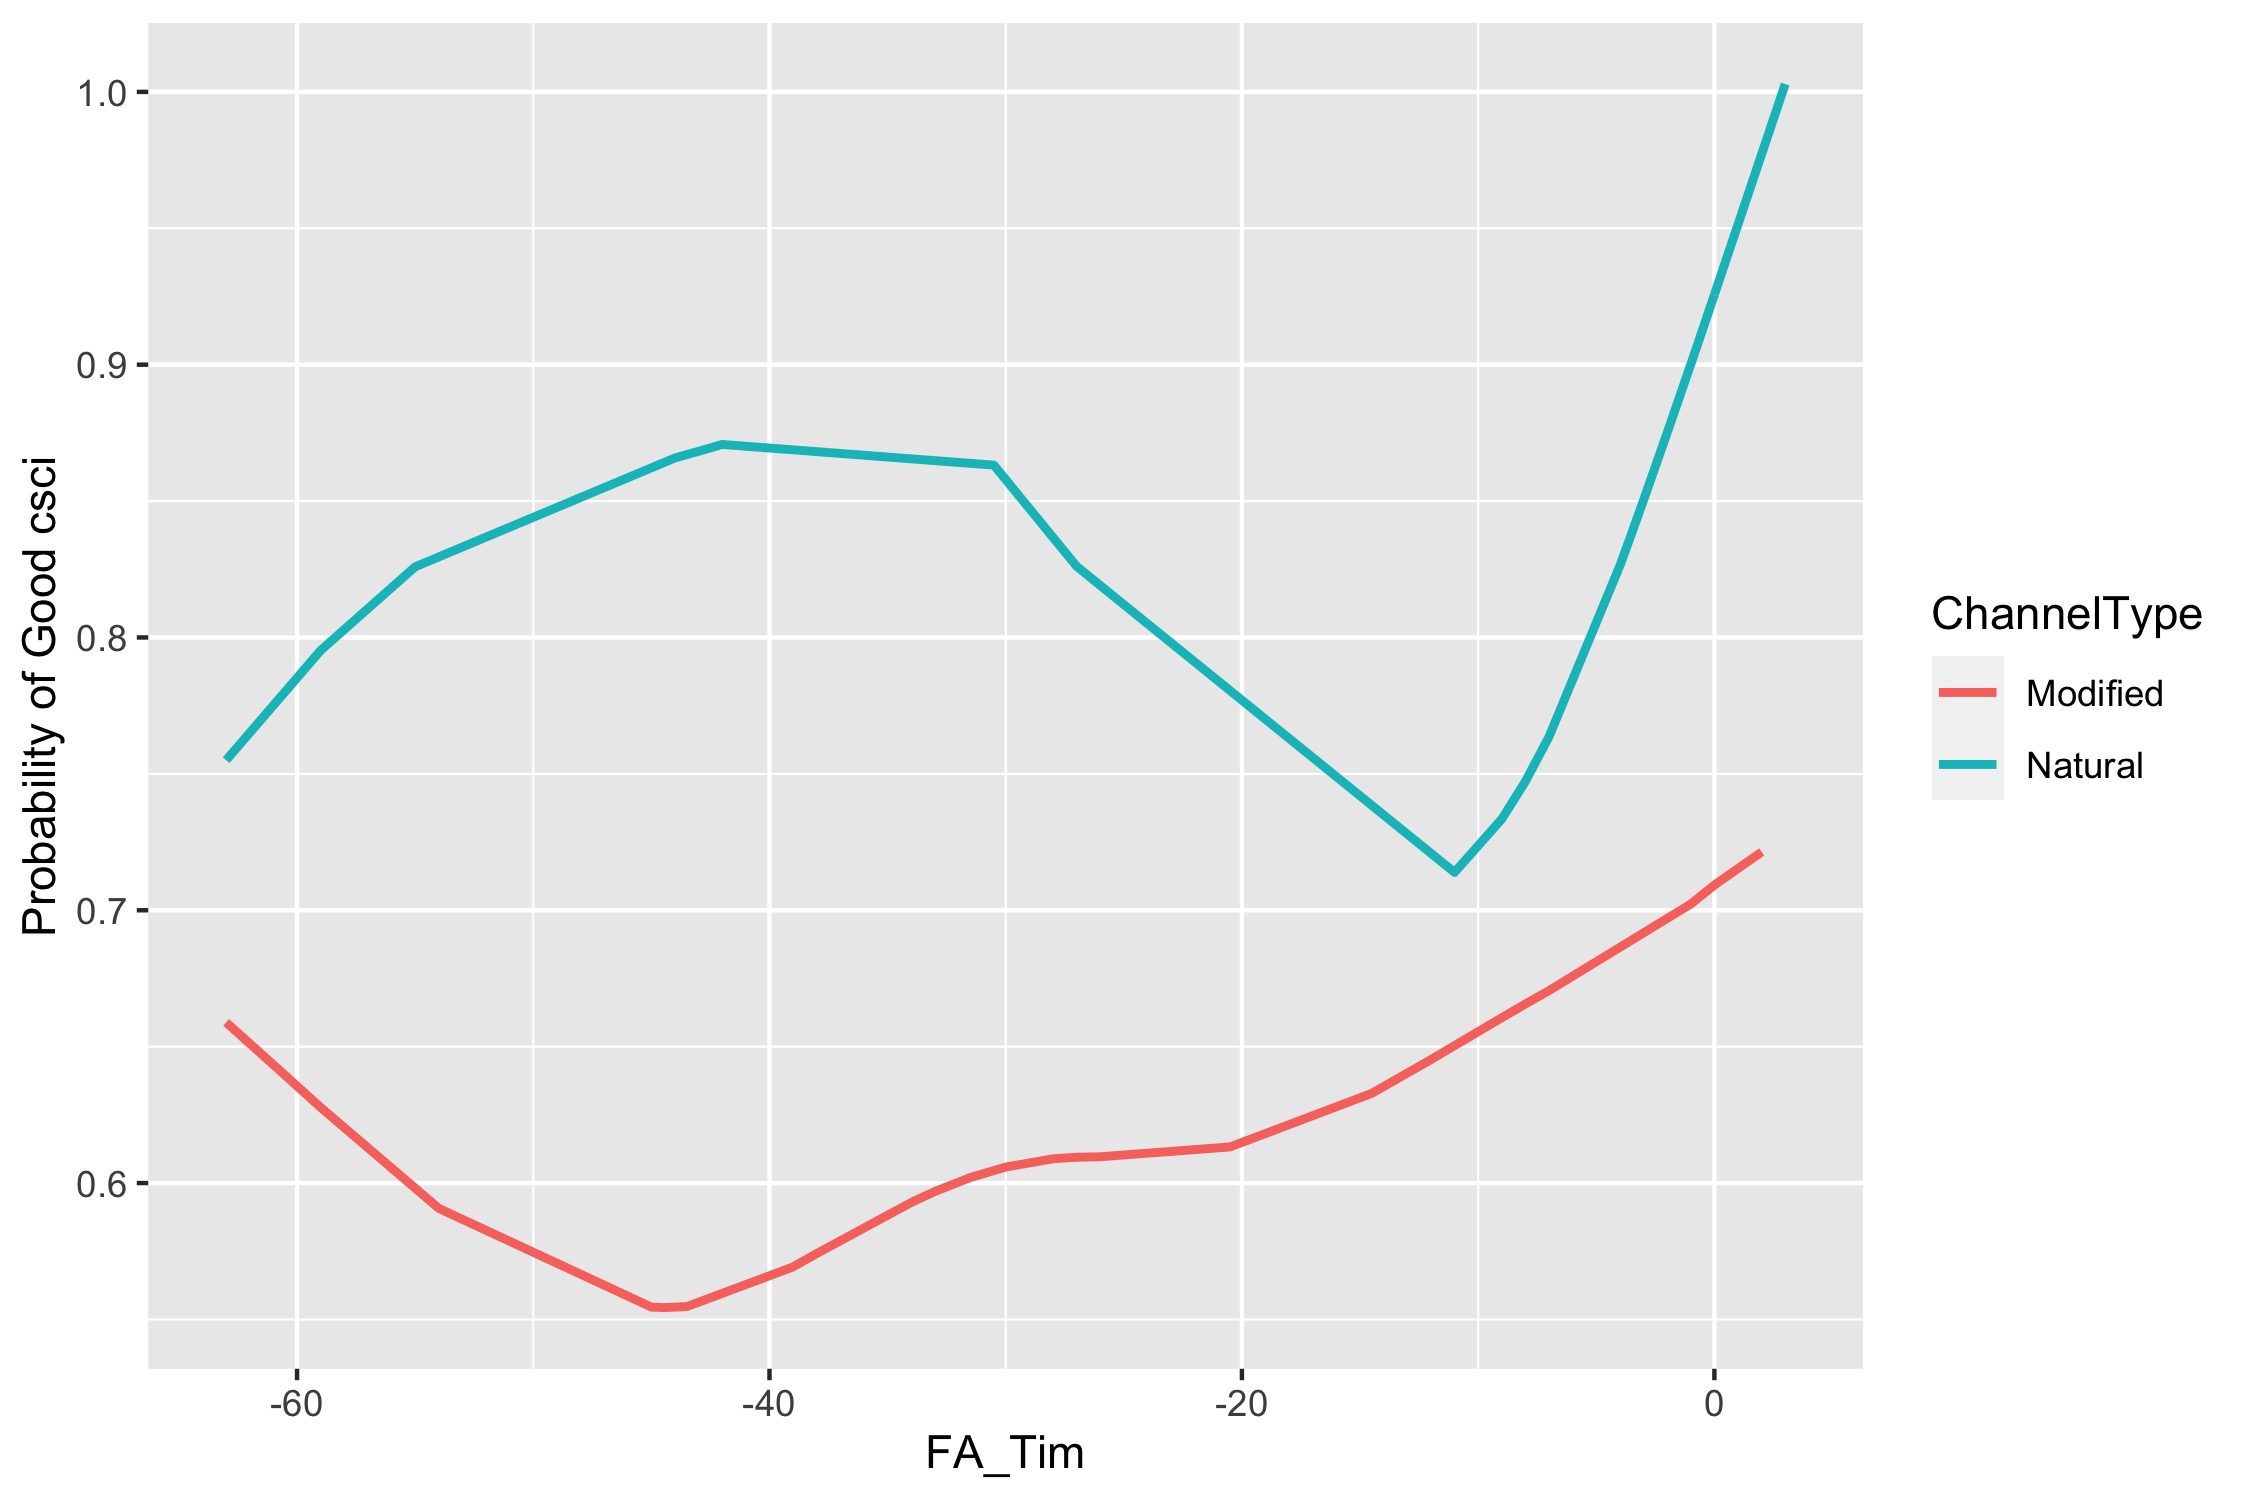 1.0
0.9
0.8
0.7
0.6
Probability of Good csci
-60
-40
-20
0
FA_Tim
ChannelType
Modified
Natural